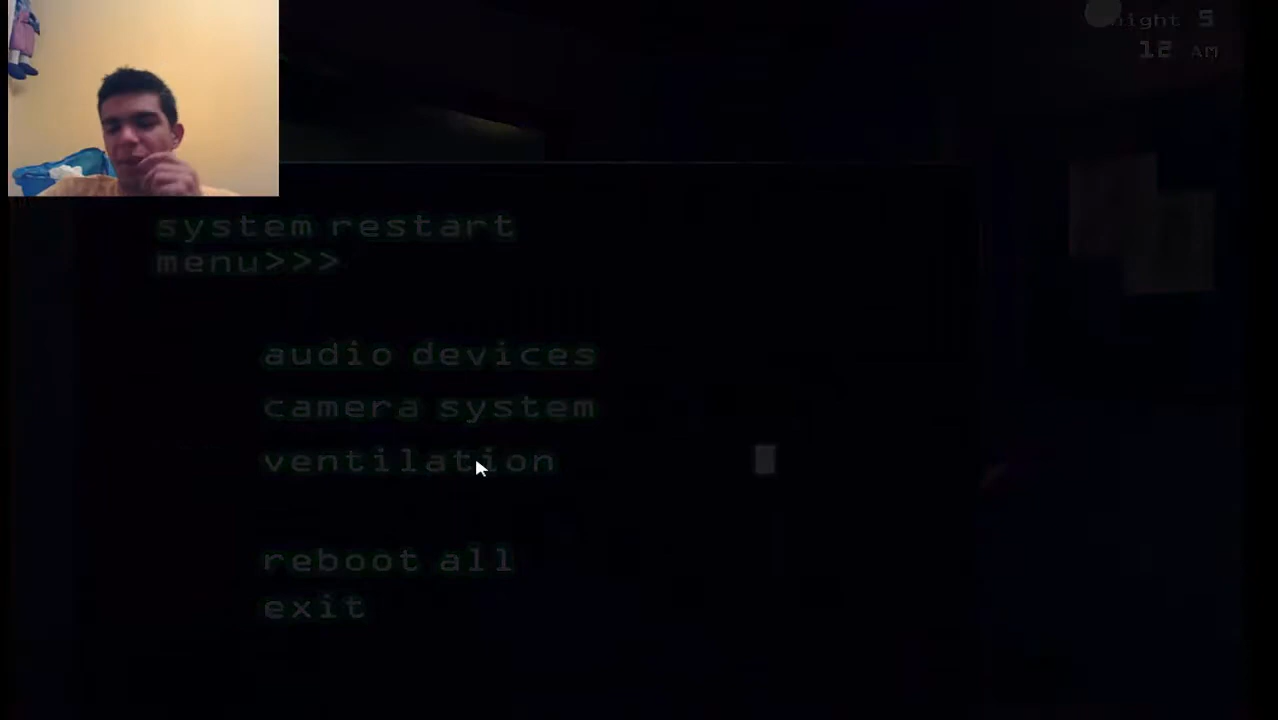 night 5
12 AM
system restart
menu>>>
audio devices
camera system
ventilation
reboot all
exit